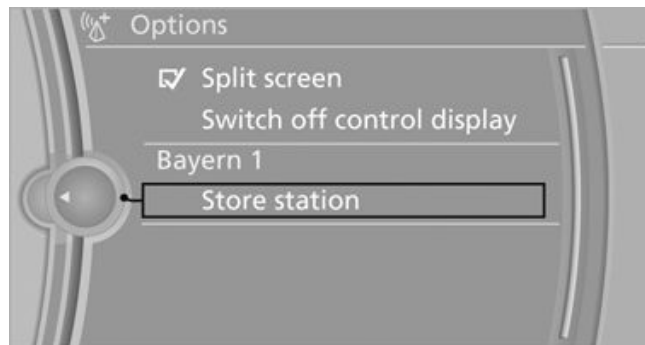 Options
Split screen
Switch off control display
Bayern 1
Store station